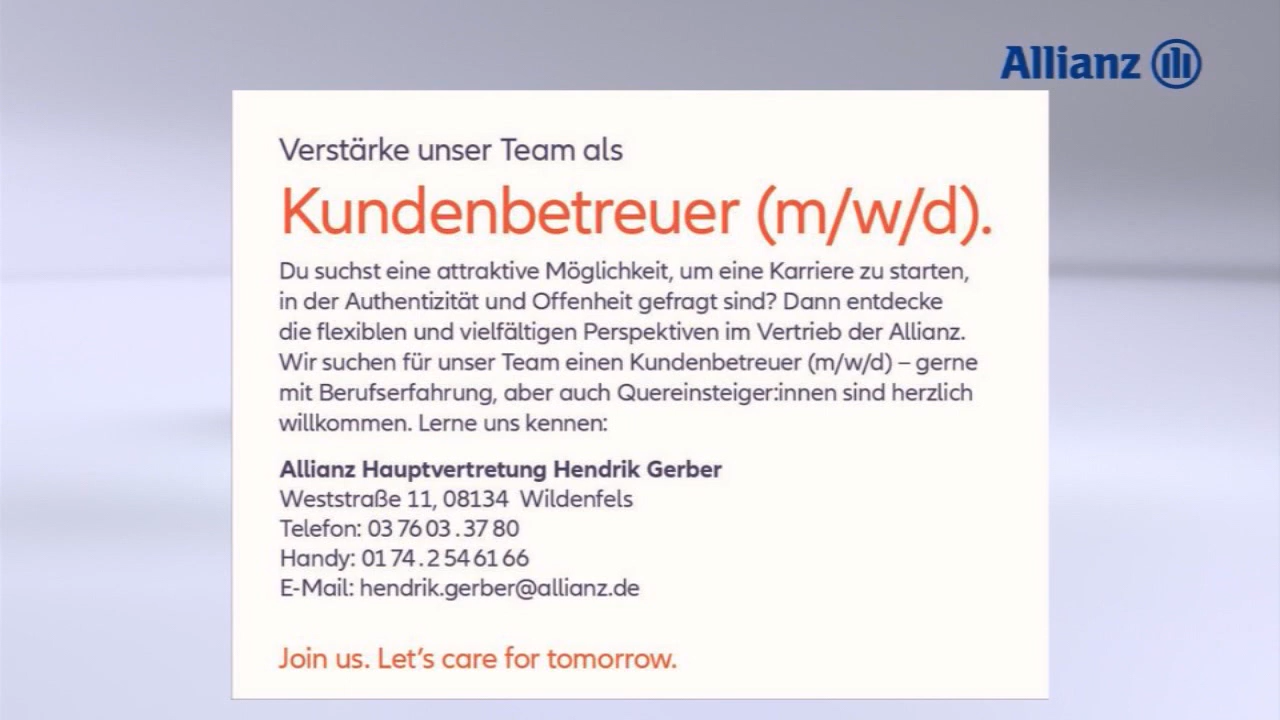 Allianz
Verstärke unser Team als
Kundenbetreuer (m/w/d).
Du suchst eine attraktive Möglichkeit, um eine Karriere zu starten,
in der Authentizität und Offenheit gefragt sind? Dann entdecke
die flexiblen und vielfältigen Perspektiven im Vertrieb der Allianz.
Wir suchen für unser Team einen Kundenbetreuer (m/w/d) – gerne
mit Berufserfahrung, aber auch Quereinsteiger:innen sind herzlich
willkommen. Lerne uns kennen:
Allianz Hauptvertretung Hendrik Gerber
Weststraße 11, 08134 Wildenfels
Telefon: 03 76 03 . 37 80
Handy: 01 74 . 2 54 61 66
E-Mail: hendrik.gerber@allianz.de
Join us. Let's care for tomorrow.